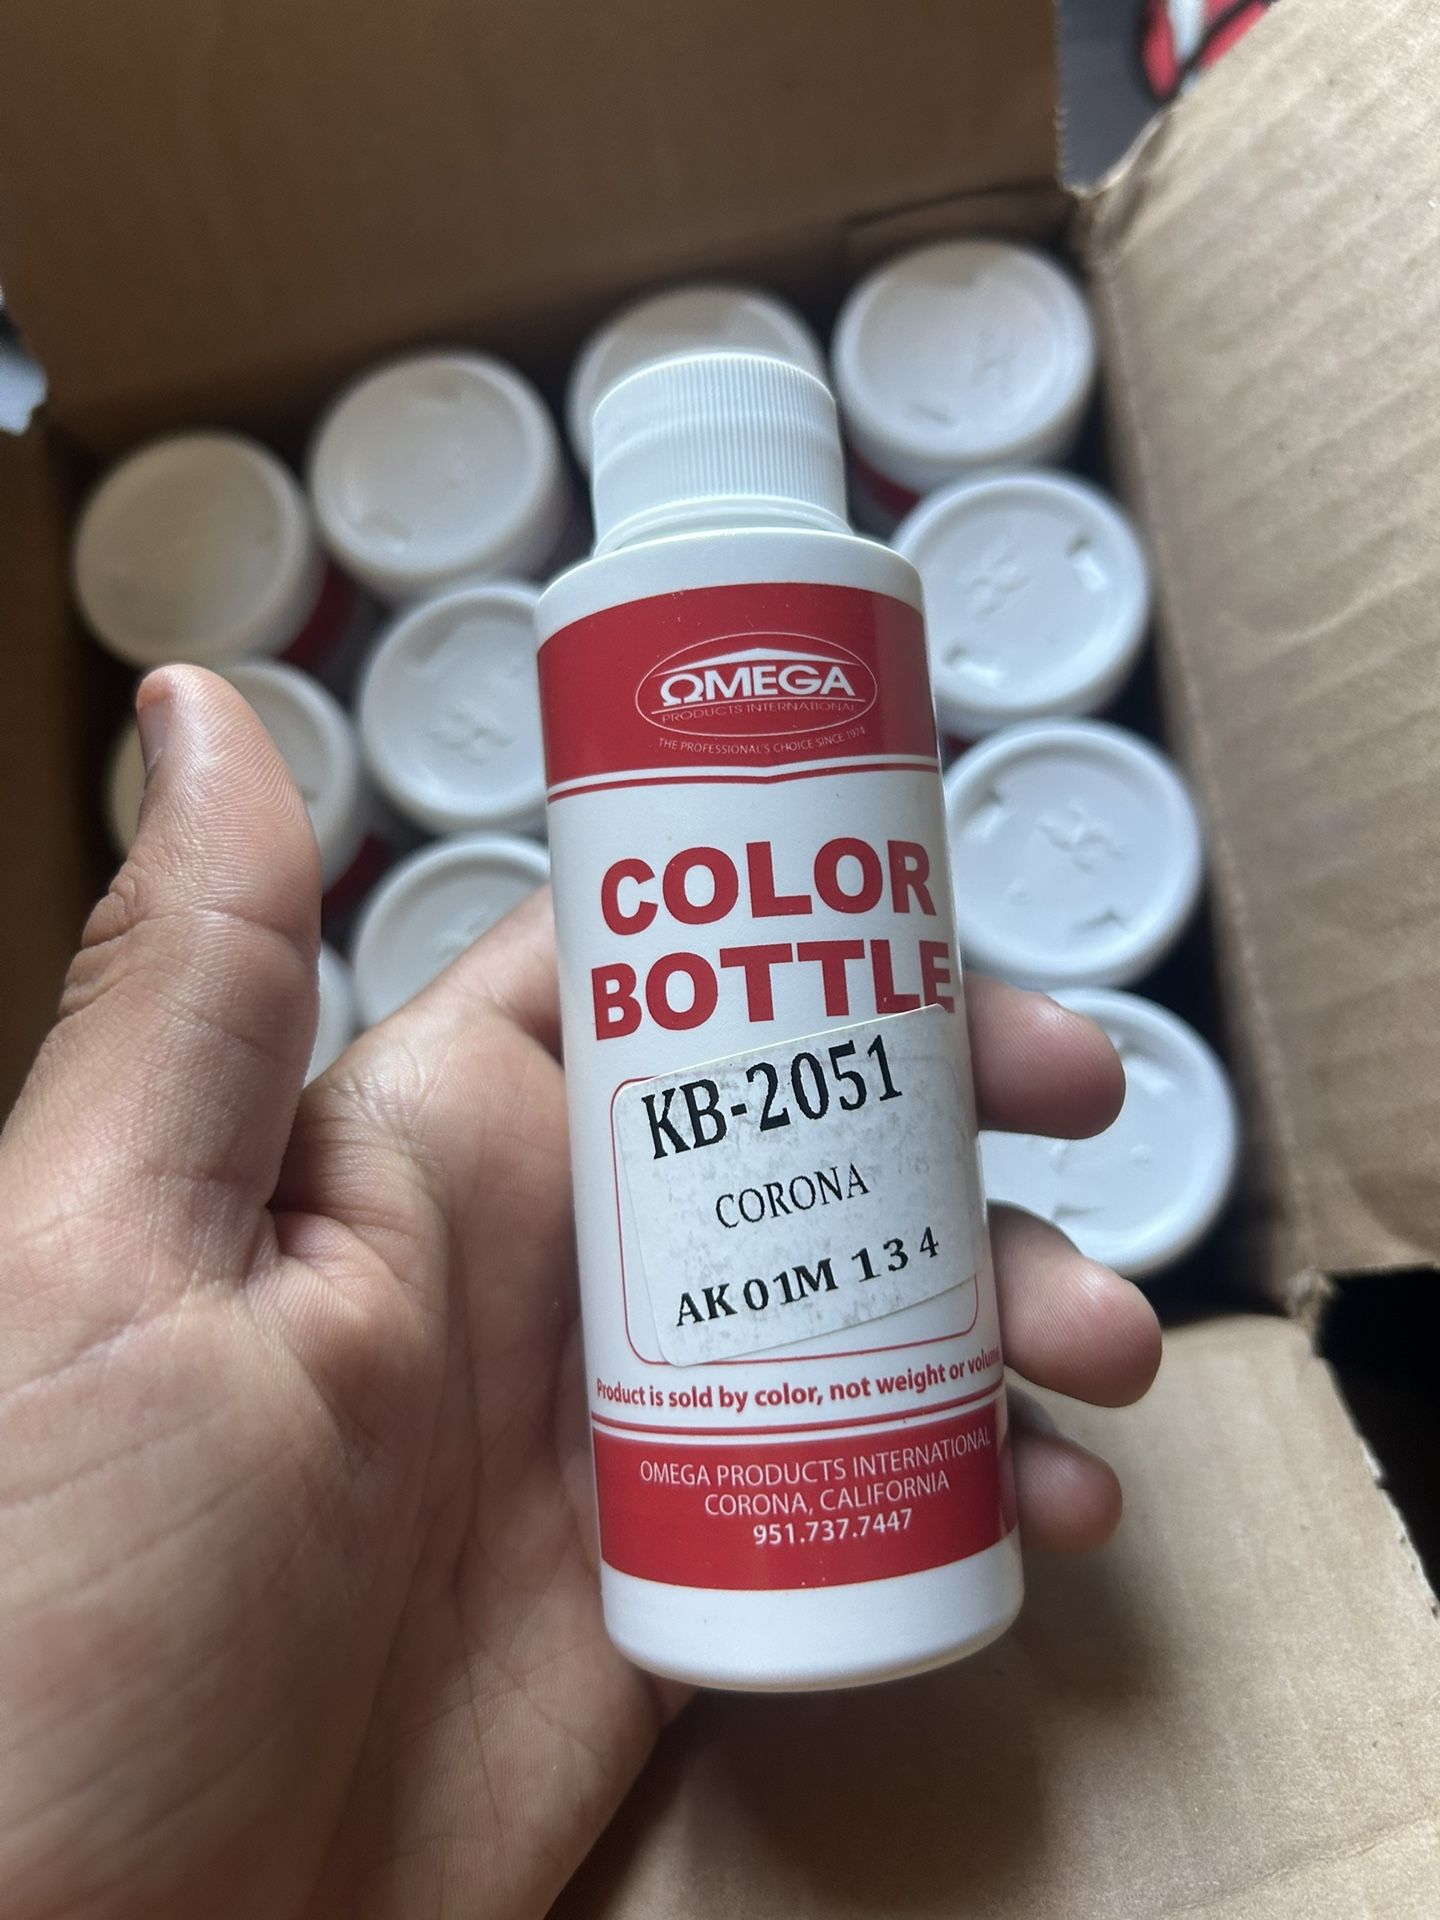 ΩMEGA
PRODUCTS INTERNATIONAL
THE PROFESSIONAL'S CHOICE SINCE 1974
COLOR
BOTTLE
KB-2051
CORONA
AK01M 134
Product is sold by color, not weight or volume
OMEGA PRODUCTS INTERNATIONAL
CORONA, CALIFORNIA
951.737.7447